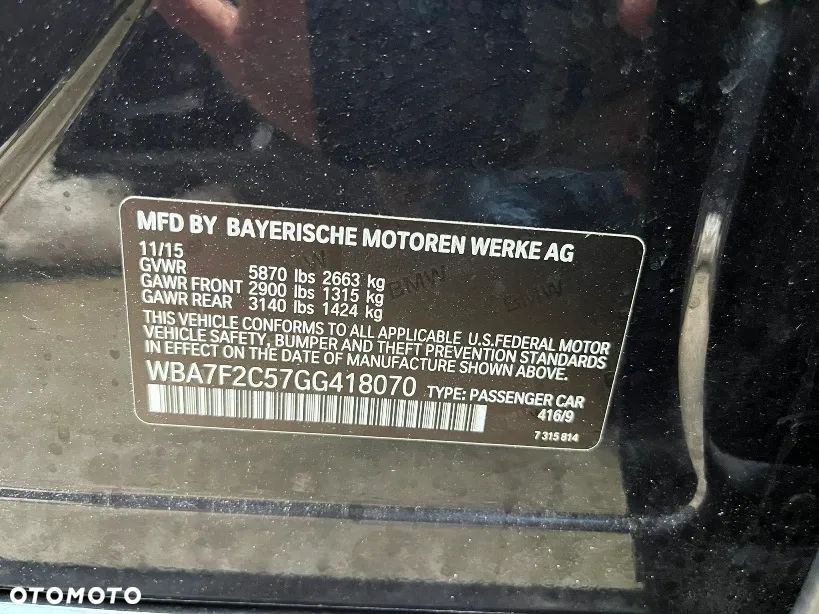 MFD BY BAYERISCHE MOTOREN WERKE AG
11/15
GVWR 5870 lbs 2663 kg
GAWR FRONT 2900 lbs 1315 kg
GAWR REAR 3140 lbs 1424 kg
THIS VEHICLE CONFORMS TO ALL APPLICABLE U.S.FEDERAL MOTOR
VEHICLE SAFETY, BUMPER AND THEFT PREVENTION STANDARDS
IN EFFECT ON THE DATE OF MANUFACTURE SHOWN ABOVE.
WBA7F2C57GG418070 TYPE: PASSENGER CAR
416/9
7 315 814
BMW
BMW
W
OTOMOTO